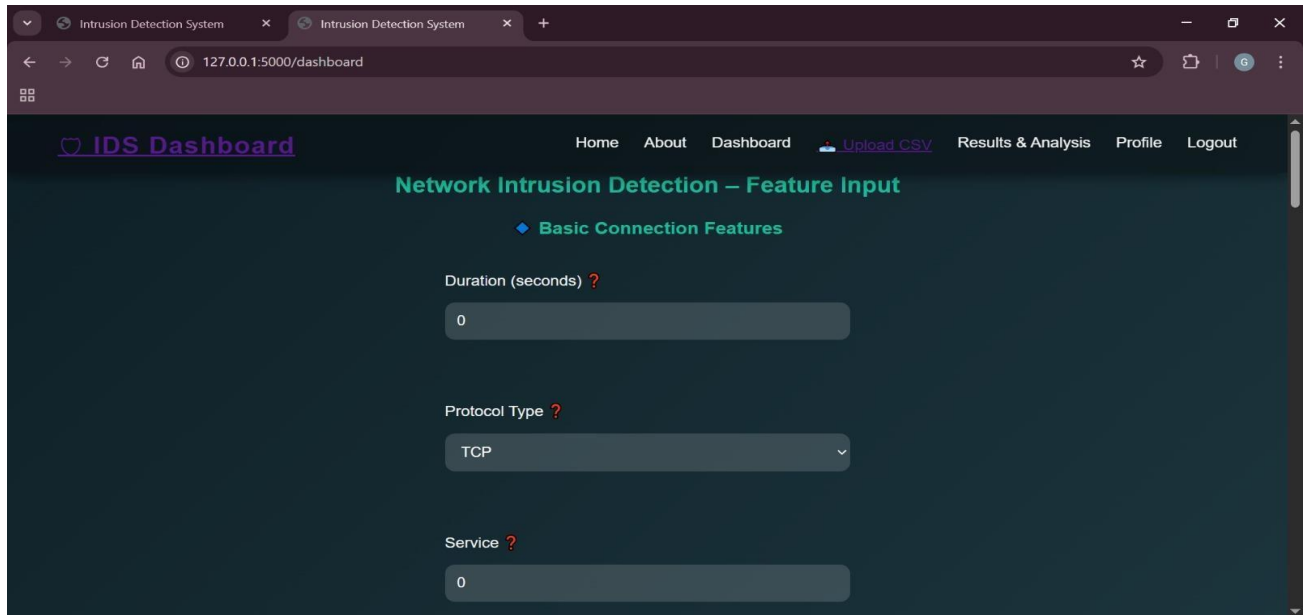 Intrusion Detection System
Intrusion Detection System
127.0.0.1:5000/dashboard
G
IDS Dashboard
Home About Dashboard Upload CSV Results & Analysis Profile Logout
Network Intrusion Detection – Feature Input
Basic Connection Features
Duration (seconds) ❓
0
Protocol Type ❓
TCP
Service ❓
0